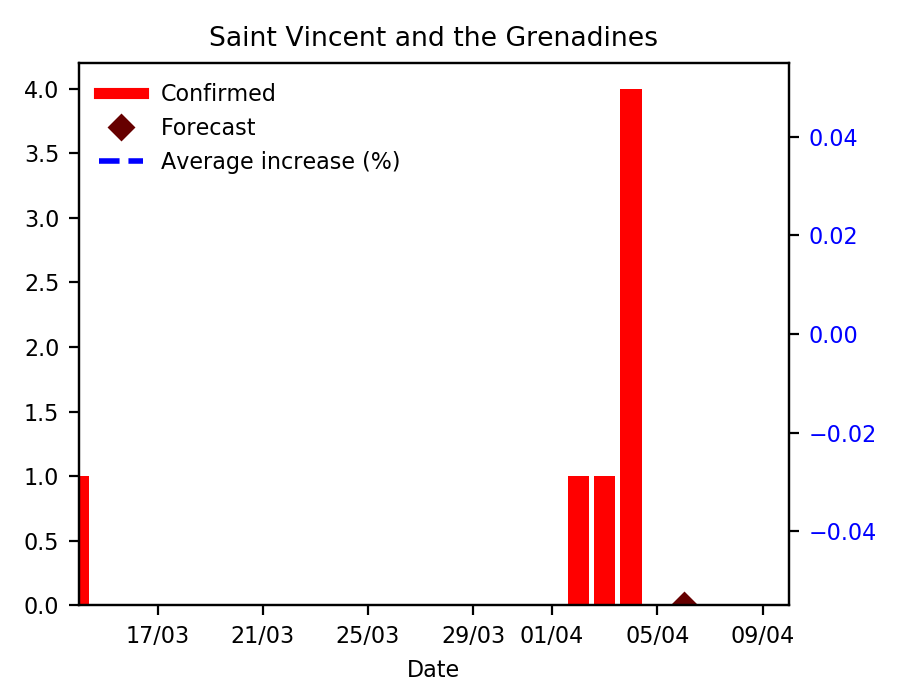 Saint Vincent and the Grenadines
Confirmed
Forecast
Average increase (%)
4.0
3.5
3.0
2.5
2.0
1.5
1.0
0.5
0.0
0.04
0.02
0.00
−0.02
−0.04
17/03 21/03 25/03 29/03 01/04 05/04 09/04
Date